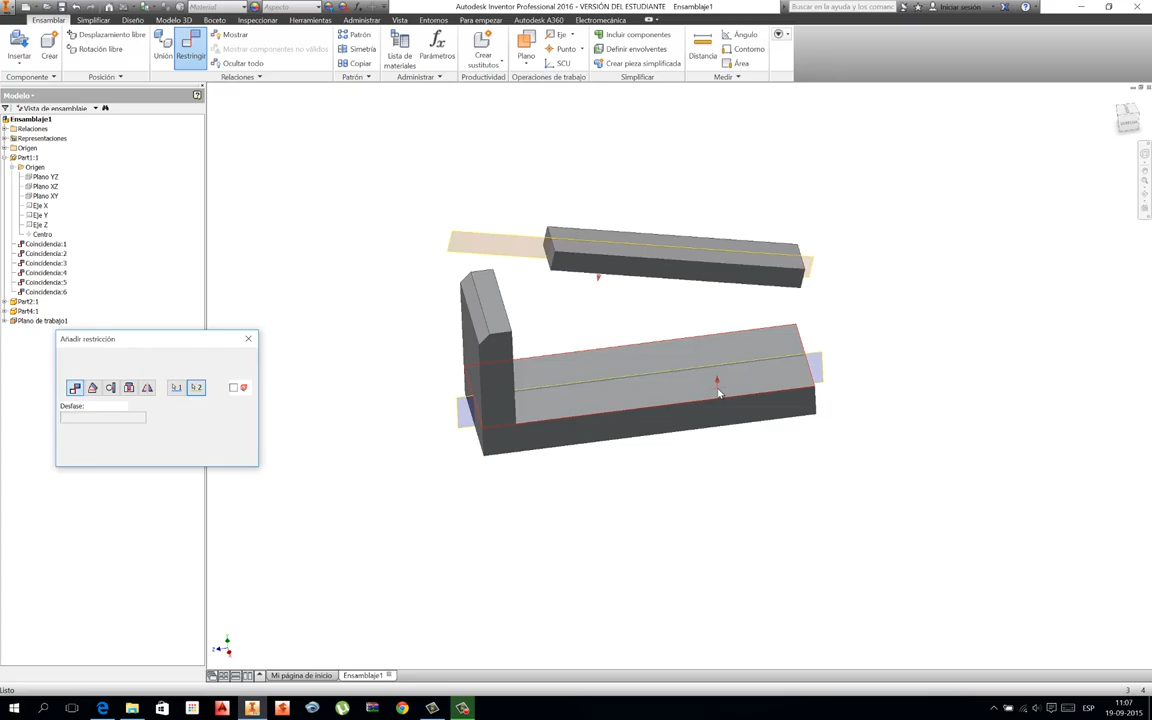 Material
Aspecto
Autodesk Inventor Professional 2016 - VERSIÓN DEL ESTUDIANTE Ensamblaje1
Buscar en la ayuda y los comanc
Iniciar sesión
Ensamblar Simplificar Diseño Modelo 3D Boceto Inspeccionar Herramientas Administrar Vista Entornos Para empezar Autodesk A360 Electromecánica
Insertar
Crear
Desplazamiento libre
Rotación libre
Unión
Restringir
Mostrar
Mostrar componentes no válidos
Ocultar todo
Patrón
Simetría
Copiar
Lista de materiales
Parámetros
Crear sustitutos
Plano
Eje
Punto
SCU
Incluir componentes
Definir envolventes
Crear pieza simplificada
Distancia
Ángulo
Contorno
Área
Componente Posición Relaciones Patrón Administrar Productividad Operaciones de trabajo Simplificar Medir
Modelo
Vista de ensamblaje
Ensamblaje1
Relaciones
Representaciones
Origen
Part1:1
Origen
Plano YZ
Plano XZ
Plano XY
Eje X
Eje Y
Eje Z
Centro
Coincidencia:1
Coincidencia:2
Coincidencia:3
Coincidencia:4
Coincidencia:5
Coincidencia:6
Part2:1
Part4:1
Plano de trabajo1
Añadir restricción
1
2
Desfase:
Mi página de inicio
Ensamblaje1
Listo
3 4
ESP
11:07
19-09-2015